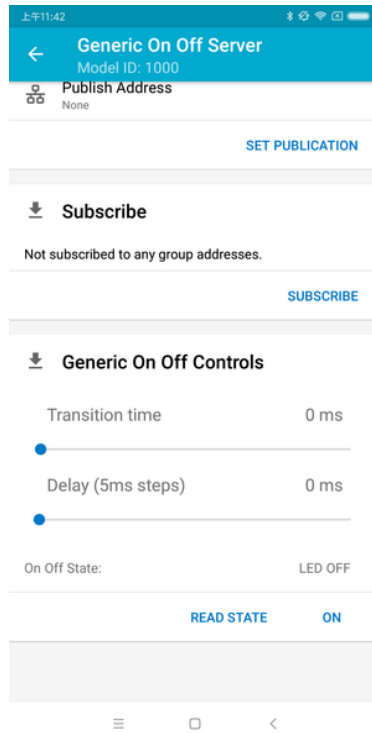 上午11:42
Generic On Off Server
Model ID: 1000
Publish Address
None
SET PUBLICATION
Subscribe
Not subscribed to any group addresses.
SUBSCRIBE
Generic On Off Controls
Transition time 0 ms
Delay (5ms steps) 0 ms
On Off State: LED OFF
READ STATE ON